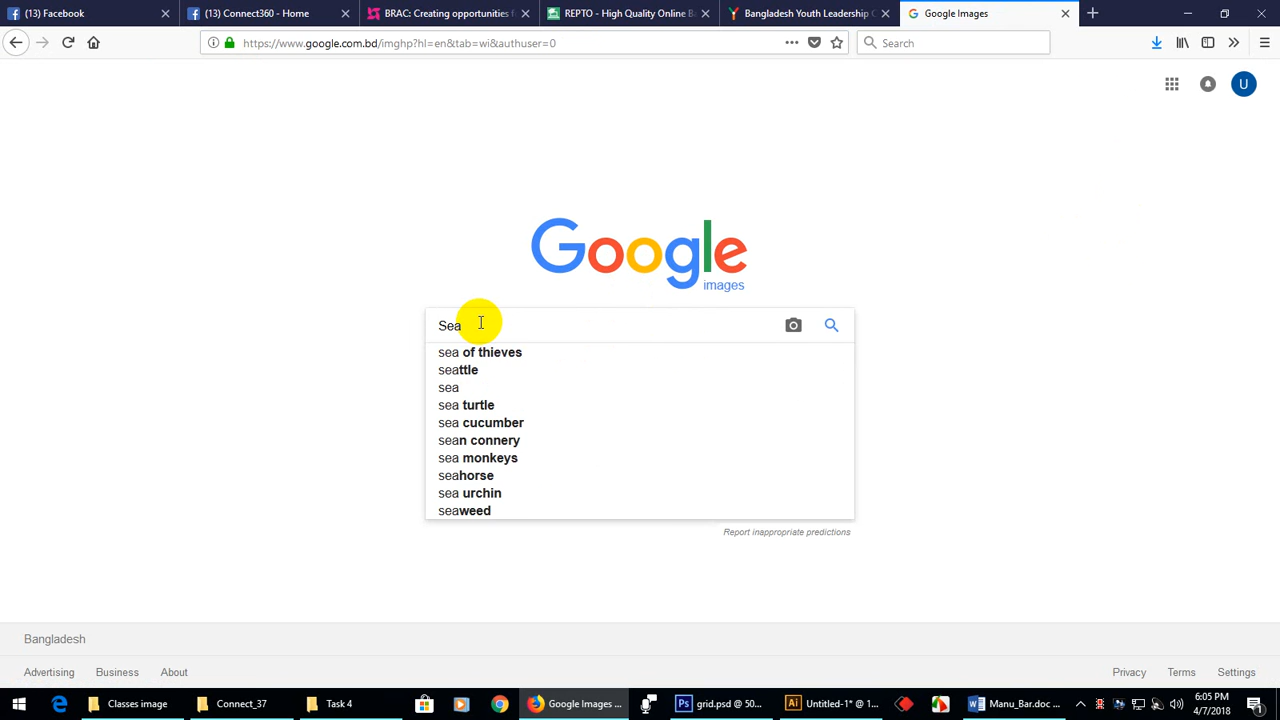 (13) Facebook
(13) Connect360 - Home
BRAC: Creating opportunities f
REPTO - High Quality Online B
Bangladesh Youth Leadership C
Google Images
https://www.google.com.bd/imghp?hl=en&tab=wi&authuser=0
Search
U
Google
images
Sea
sea of thieves
seattle
sea
sea turtle
sea cucumber
sean connery
sea monkeys
seahorse
sea urchin
seaweed
Report inappropriate predictions
Bangladesh
Advertising Business About
Privacy Terms Settings
Classes image
Connect_37
Task 4
Google Images ...
grid.psd @ 50...
Untitled-1* @ 1...
Manu_Bar.doc ...
6:05 PM
4/7/2018